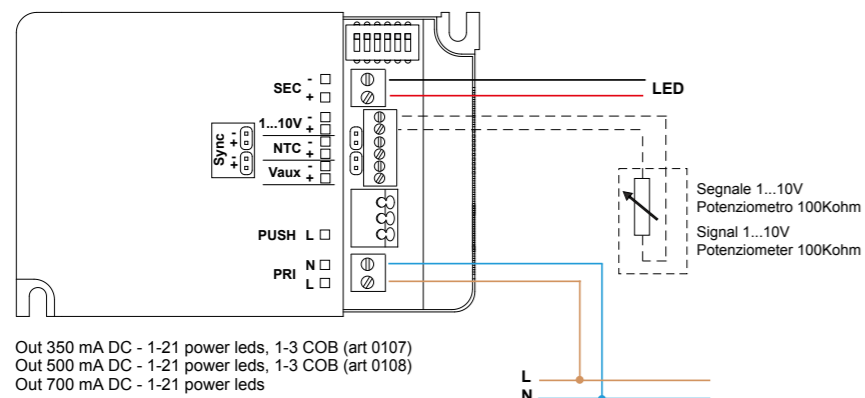 SEC -
+
LED
1...10V -
+
Sync
+ -
+ -
NTC -
+
Vaux -
+
Segnale 1...10V
Potenziometro 100Kohm
Signal 1...10V
Potenziometer 100Kohm
PUSH L
PRI N
L
Out 350 mA DC - 1-21 power leds, 1-3 COB (art 0107)
Out 500 mA DC - 1-21 power leds, 1-3 COB (art 0108)
Out 700 mA DC - 1-21 power leds
L
N